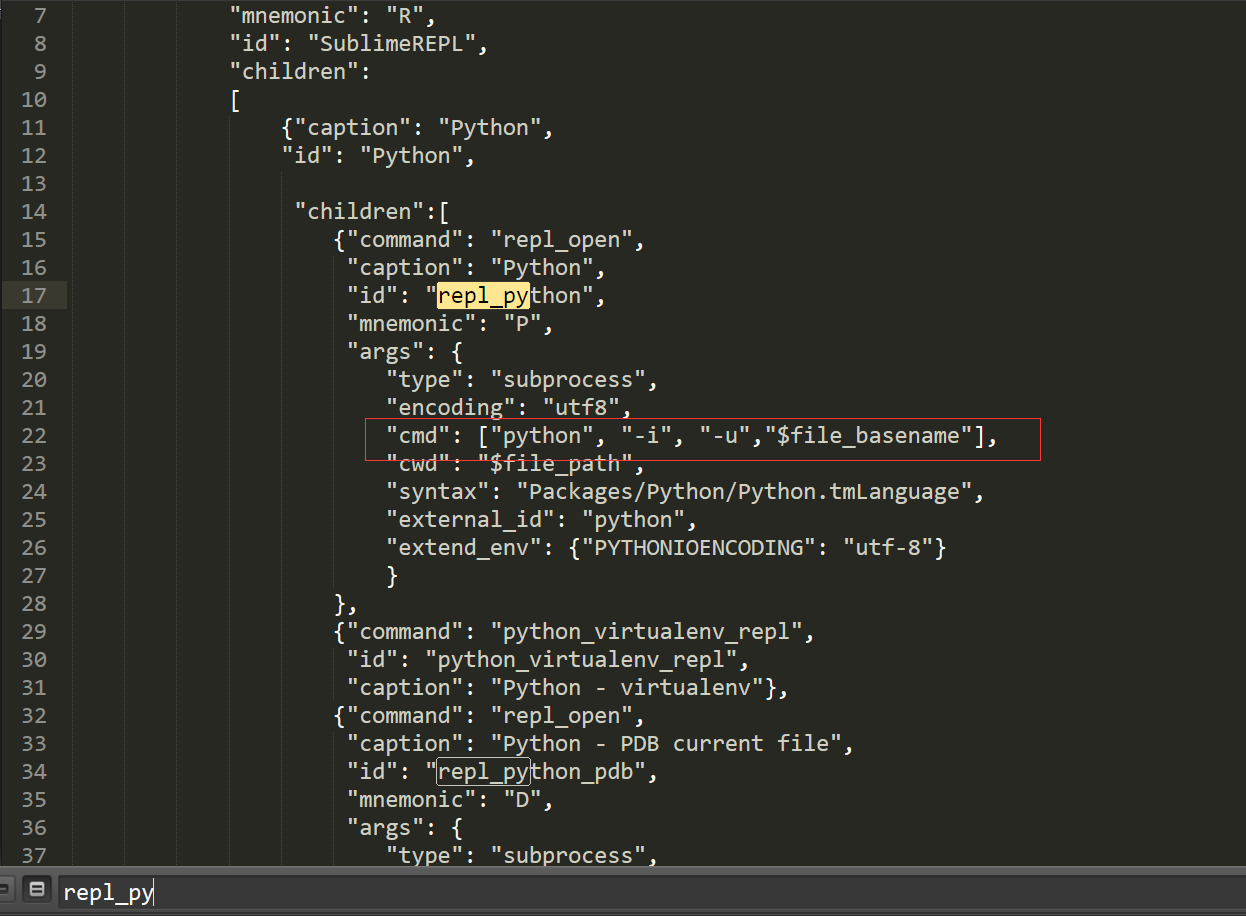 7 "mnemonic": "R",
8 "id": "SublimeREPL",
9 "children":
10 [
11 {"caption": "Python",
12 "id": "Python",
13
14 "children":[
15 {"command": "repl_open",
16 "caption": "Python",
17 "id": "repl_python",
18 "mnemonic": "P",
19 "args": {
20 "type": "subprocess",
21 "encoding": "utf8",
22 "cmd": ["python", "-i", "-u","$file_basename"],
23 "cwd": "$file_path",
24 "syntax": "Packages/Python/Python.tmLanguage",
25 "external_id": "python",
26 "extend_env": {"PYTHONIOENCODING": "utf-8"}
27 }
28 },
29 {"command": "python_virtualenv_repl",
30 "id": "python_virtualenv_repl",
31 "caption": "Python - virtualenv"},
32 {"command": "repl_open",
33 "caption": "Python - PDB current file",
34 "id": "repl_python_pdb",
35 "mnemonic": "D",
36 "args": {
37 "type": "subprocess",
repl_py